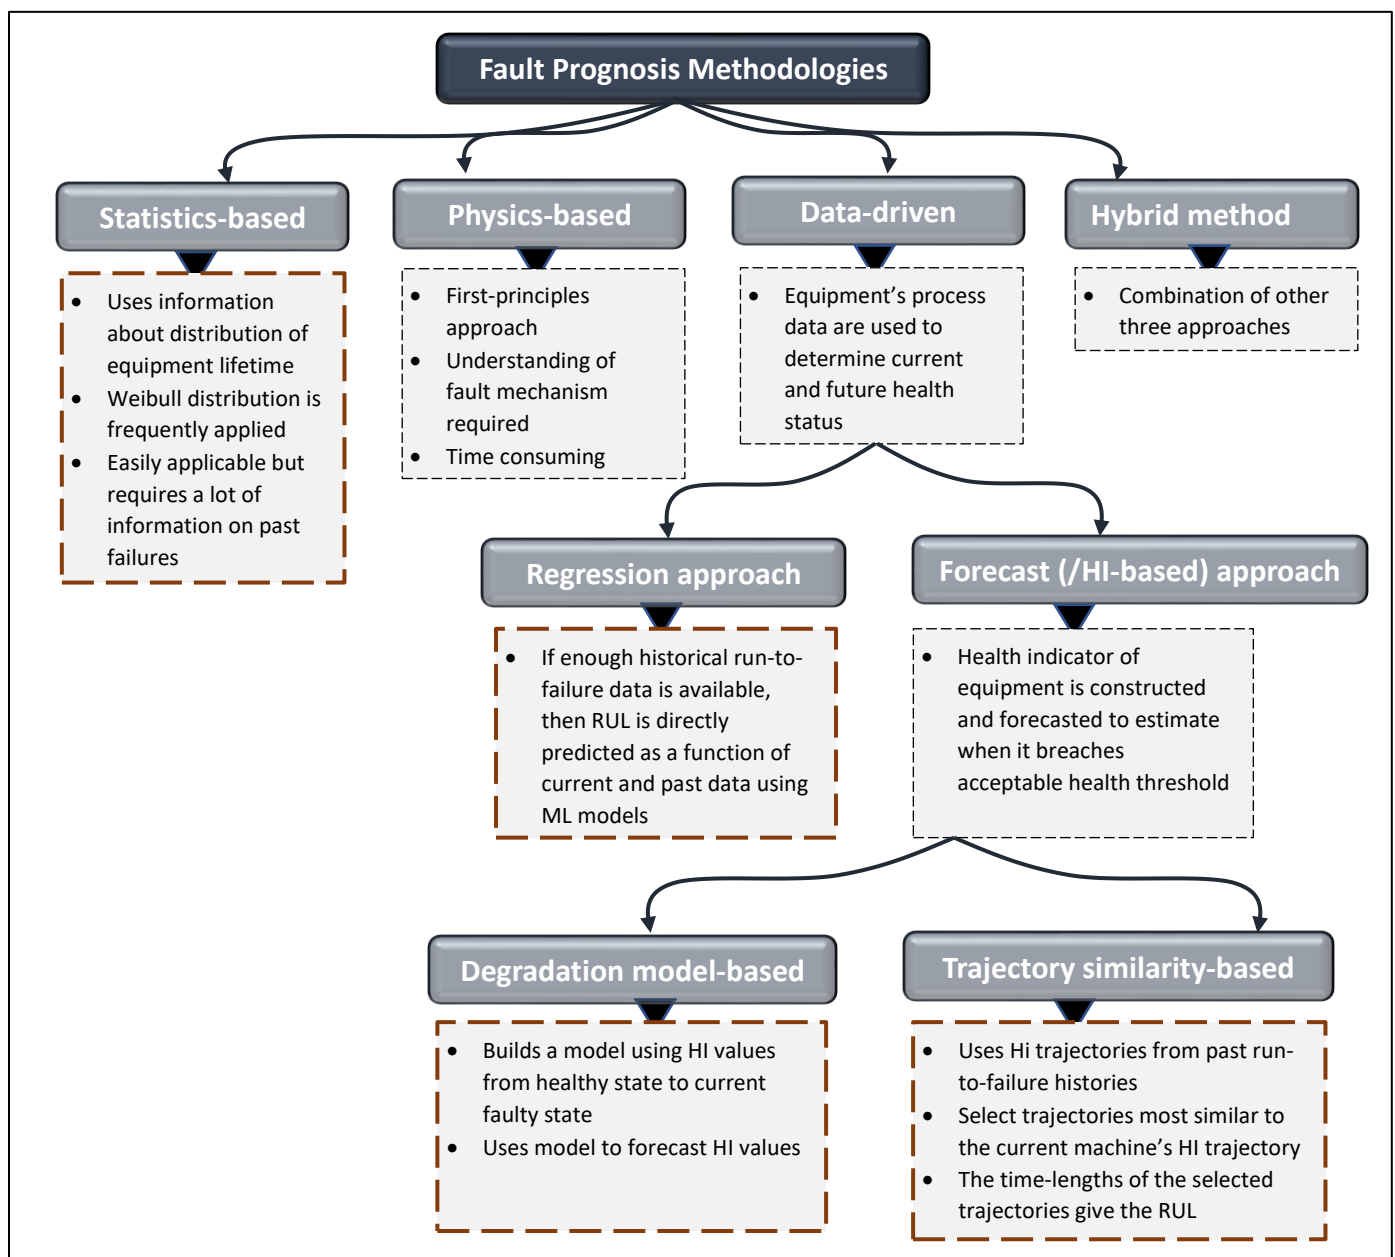 Fault Prognosis Methodologies
Statistics-based
Physics-based
Data-driven
Hybrid method
• Uses information
about distribution of
equipment lifetime
• Weibull distribution is
frequently applied
• Easily applicable but
requires a lot of
information on past
failures
• First-principles
approach
• Understanding of
fault mechanism
required
• Time consuming
• Equipment’s process
data are used to
determine current
and future health
status
• Combination of other
three approaches
Regression approach
Forecast (/HI-based) approach
• If enough historical run-to-
failure data is available,
then RUL is directly
predicted as a function of
current and past data using
ML models
• Health indicator of
equipment is constructed
and forecasted to estimate
when it breaches
acceptable health threshold
Degradation model-based
Trajectory similarity-based
• Builds a model using HI values
from healthy state to current
faulty state
• Uses model to forecast HI values
• Uses Hi trajectories from past run-
to-failure histories
• Select trajectories most similar to
the current machine’s HI trajectory
• The time-lengths of the selected
trajectories give the RUL